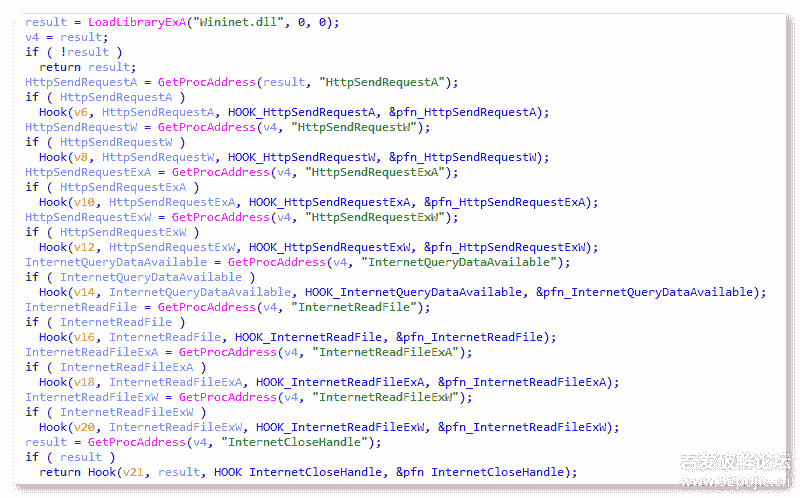 result = LoadLibraryExA("Wininet.dll", 0, 0);
v4 = result;
if ( !result )
return result;
HttpSendRequestA = GetProcAddress(result, "HttpSendRequestA");
if ( HttpSendRequestA )
Hook(v6, HttpSendRequestA, HOOK_HttpSendRequestA, &pfn_HttpSendRequestA);
HttpSendRequestW = GetProcAddress(v4, "HttpSendRequestW");
if ( HttpSendRequestW )
Hook(v8, HttpSendRequestW, HOOK_HttpSendRequestW, &pfn_HttpSendRequestW);
HttpSendRequestExA = GetProcAddress(v4, "HttpSendRequestExA");
if ( HttpSendRequestExA )
Hook(v10, HttpSendRequestExA, HOOK_HttpSendRequestExA, &pfn_HttpSendRequestExA);
HttpSendRequestExW = GetProcAddress(v4, "HttpSendRequestExW");
if ( HttpSendRequestExW )
Hook(v12, HttpSendRequestExW, HOOK_HttpSendRequestExW, &pfn_HttpSendRequestExW);
InternetQueryDataAvailable = GetProcAddress(v4, "InternetQueryDataAvailable");
if ( InternetQueryDataAvailable )
Hook(v14, InternetQueryDataAvailable, HOOK_InternetQueryDataAvailable, &pfn_InternetQueryDataAvailable);
InternetReadFile = GetProcAddress(v4, "InternetReadFile");
if ( InternetReadFile )
Hook(v16, InternetReadFile, HOOK_InternetReadFile, &pfn_InternetReadFile);
InternetReadFileExA = GetProcAddress(v4, "InternetReadFileExA");
if ( InternetReadFileExA )
Hook(v18, InternetReadFileExA, HOOK_InternetReadFileExA, &pfn_InternetReadFileExA);
InternetReadFileExW = GetProcAddress(v4, "InternetReadFileExW");
if ( InternetReadFileExW )
Hook(v20, InternetReadFileExW, HOOK_InternetReadFileExW, &pfn_InternetReadFileExW);
result = GetProcAddress(v4, "InternetCloseHandle");
if ( result )
return Hook(v21, result, HOOK_InternetCloseHandle, &pfn_InternetCloseHandle);
吾爱破解论坛
www.52pojie.cn